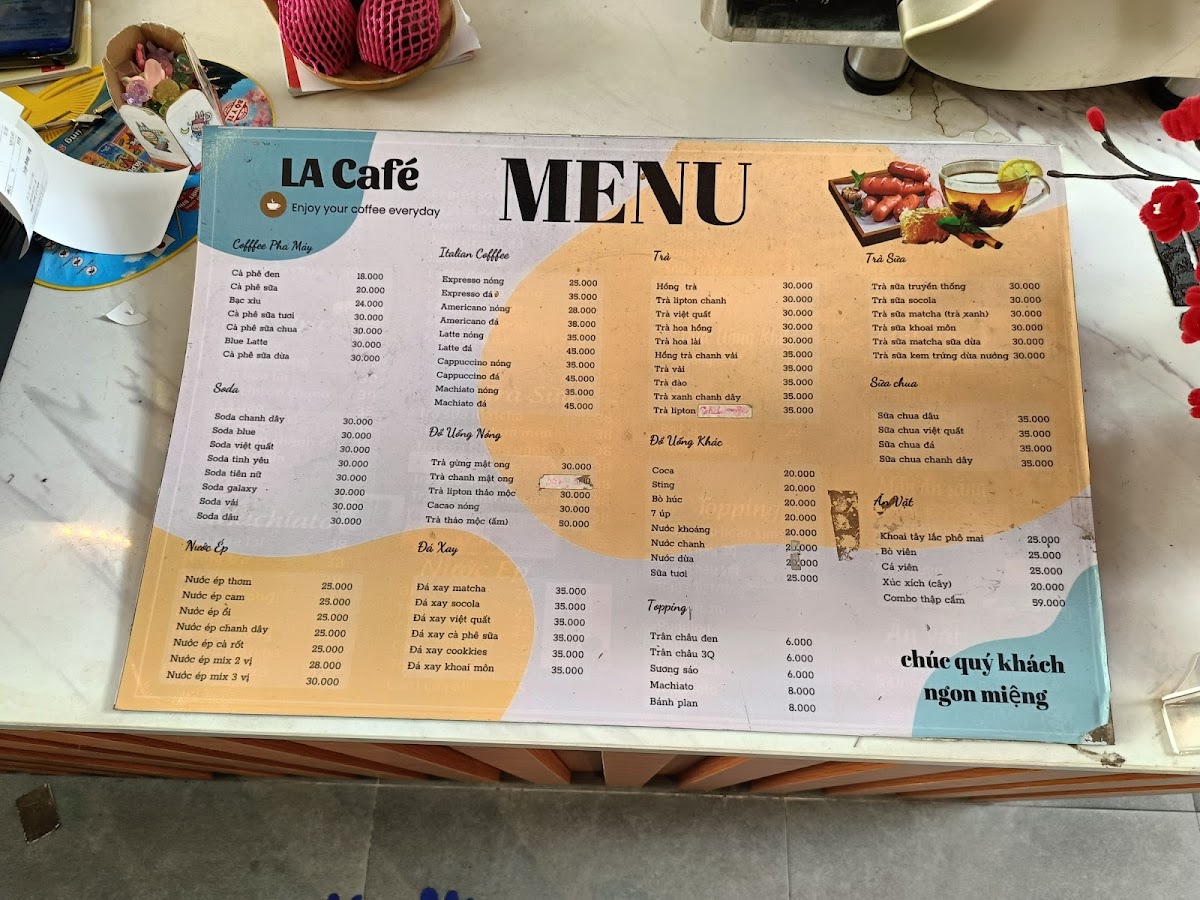 LA Café
Enjoy your coffee everyday
MENU
Cofffee Pha Máy
Cà phê đen 18.000
Cà phê sữa 20.000
Bạc xỉu 24.000
Cà phê sữa tươi 30.000
Cà phê sữa chua 30.000
Blue Latte 30.000
Cà phê sữa dừa 30.000
Soda
Soda chanh dây 30.000
Soda blue 30.000
Soda việt quất 30.000
Soda tình yêu 30.000
Soda tiên nữ 30.000
Soda galaxy 30.000
Soda vải 30.000
Soda dâu 30.000
Nước Ép
Nước ép thơm 25.000
Nước ép cam 25.000
Nước ép ổi 25.000
Nước ép chanh dây 25.000
Nước ép cà rốt 25.000
Nước ép mix 2 vị 28.000
Nước ép mix 3 vị 30.000
Italian Cofffee
Expresso nóng 25.000
Expresso đá 35.000
Americano nóng 28.000
Americano đá 38.000
Latte nóng 35.000
Latte đá 45.000
Cappuccino nóng 35.000
Cappuccino đá 45.000
Machiato nóng 35.000
Machiato đá 45.000
Đồ Uống Nóng
Trà gừng mật ong 30.000
Trà chanh mật ong
Trà lipton thảo mộc 30.000
Cacao nóng 30.000
Trà thảo mộc (ấm) 50.000
Đá Xay
Đá xay matcha 35.000
Đá xay socola 35.000
Đá xay việt quất 35.000
Đá xay cà phê sữa 35.000
Đá xay cookkies 35.000
Đá xay khoai môn 35.000
Trà
Hồng trà 30.000
Trà lipton chanh 30.000
Trà việt quất 30.000
Trà hoa hồng 30.000
Trà hoa lài 30.000
Hồng trà chanh vải 35.000
Trà vải 35.000
Trà đào 35.000
Trà xanh chanh dây 35.000
Trà lipton 35.000
Đồ Uống Khác
Coca 20.000
Sting 20.000
Bò húc 20.000
7 úp 20.000
Nước khoáng 20.000
Nước chanh 20.000
Nước dừa 20.000
Sữa tươi 25.000
Topping
Trân châu đen 6.000
Trân châu 3Q 6.000
Sương sáo 6.000
Machiato 8.000
Bánh plan 8.000
Trà Sữa
Trà sữa truyền thống 30.000
Trà sữa socola 30.000
Trà sữa matcha (trà xanh) 30.000
Trà sữa khoai môn 30.000
Trà sữa matcha sữa dừa 30.000
Trà sữa kem trứng dừa nướng 30.000
Sữa chua
Sữa chua dâu 35.000
Sữa chua việt quất 35.000
Sữa chua đá 35.000
Sữa chua chanh dây 35.000
Ăn Vặt
Khoai tây lắc phô mai 25.000
Bò viên 25.000
Cá viên 25.000
Xúc xích (cây) 20.000
Combo thập cẩm 59.000
chúc quý khách
ngon miệng